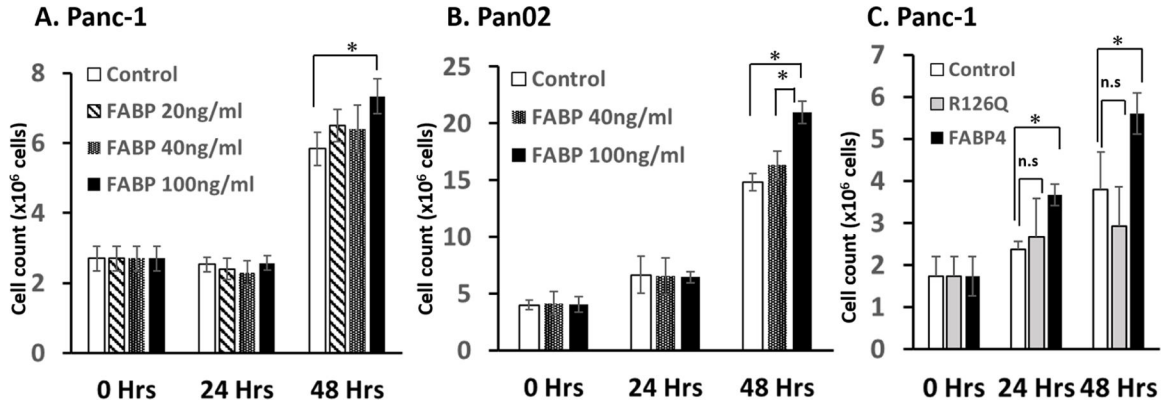 A. Panc-1
Cell count (x10⁶ cells)
8
6
4
2
0
Control
FABP 20ng/ml
FABP 40ng/ml
FABP 100ng/ml
*
0 Hrs 24 Hrs 48 Hrs
B. Pan02
Cell count (x10⁶ cells)
25
20
15
10
5
0
Control
FABP 40ng/ml
FABP 100ng/ml
*
*
0 Hrs 24 Hrs 48 Hrs
C. Panc-1
Cell count (x10⁶ cells)
7
6
5
4
3
2
1
0
Control
R126Q
FABP4
*
n.s
*
n.s
0 Hrs 24 Hrs 48 Hrs